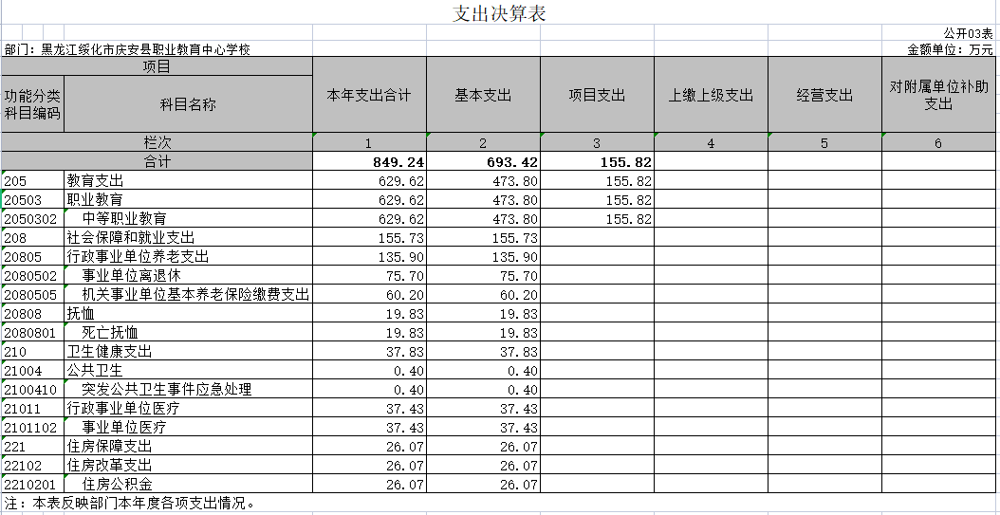 支出决算表
公开03表
部门：黑龙江绥化市庆安县职业教育中心学校 金额单位：万元
项目 本年支出合计 基本支出 项目支出 上缴上级支出 经营支出 对附属单位补助支出
功能分类科目编码 科目名称
栏次 1 2 3 4 5 6
合计 849.24 693.42 155.82
205 教育支出 629.62 473.80 155.82
20503 职业教育 629.62 473.80 155.82
2050302 中等职业教育 629.62 473.80 155.82
208 社会保障和就业支出 155.73 155.73
20805 行政事业单位养老支出 135.90 135.90
2080502 事业单位离退休 75.70 75.70
2080505 机关事业单位基本养老保险缴费支出 60.20 60.20
20808 抚恤 19.83 19.83
2080801 死亡抚恤 19.83 19.83
210 卫生健康支出 37.83 37.83
21004 公共卫生 0.40 0.40
2100410 突发公共卫生事件应急处理 0.40 0.40
21011 行政事业单位医疗 37.43 37.43
2101102 事业单位医疗 37.43 37.43
221 住房保障支出 26.07 26.07
22102 住房改革支出 26.07 26.07
2210201 住房公积金 26.07 26.07
注：本表反映部门本年度各项支出情况。